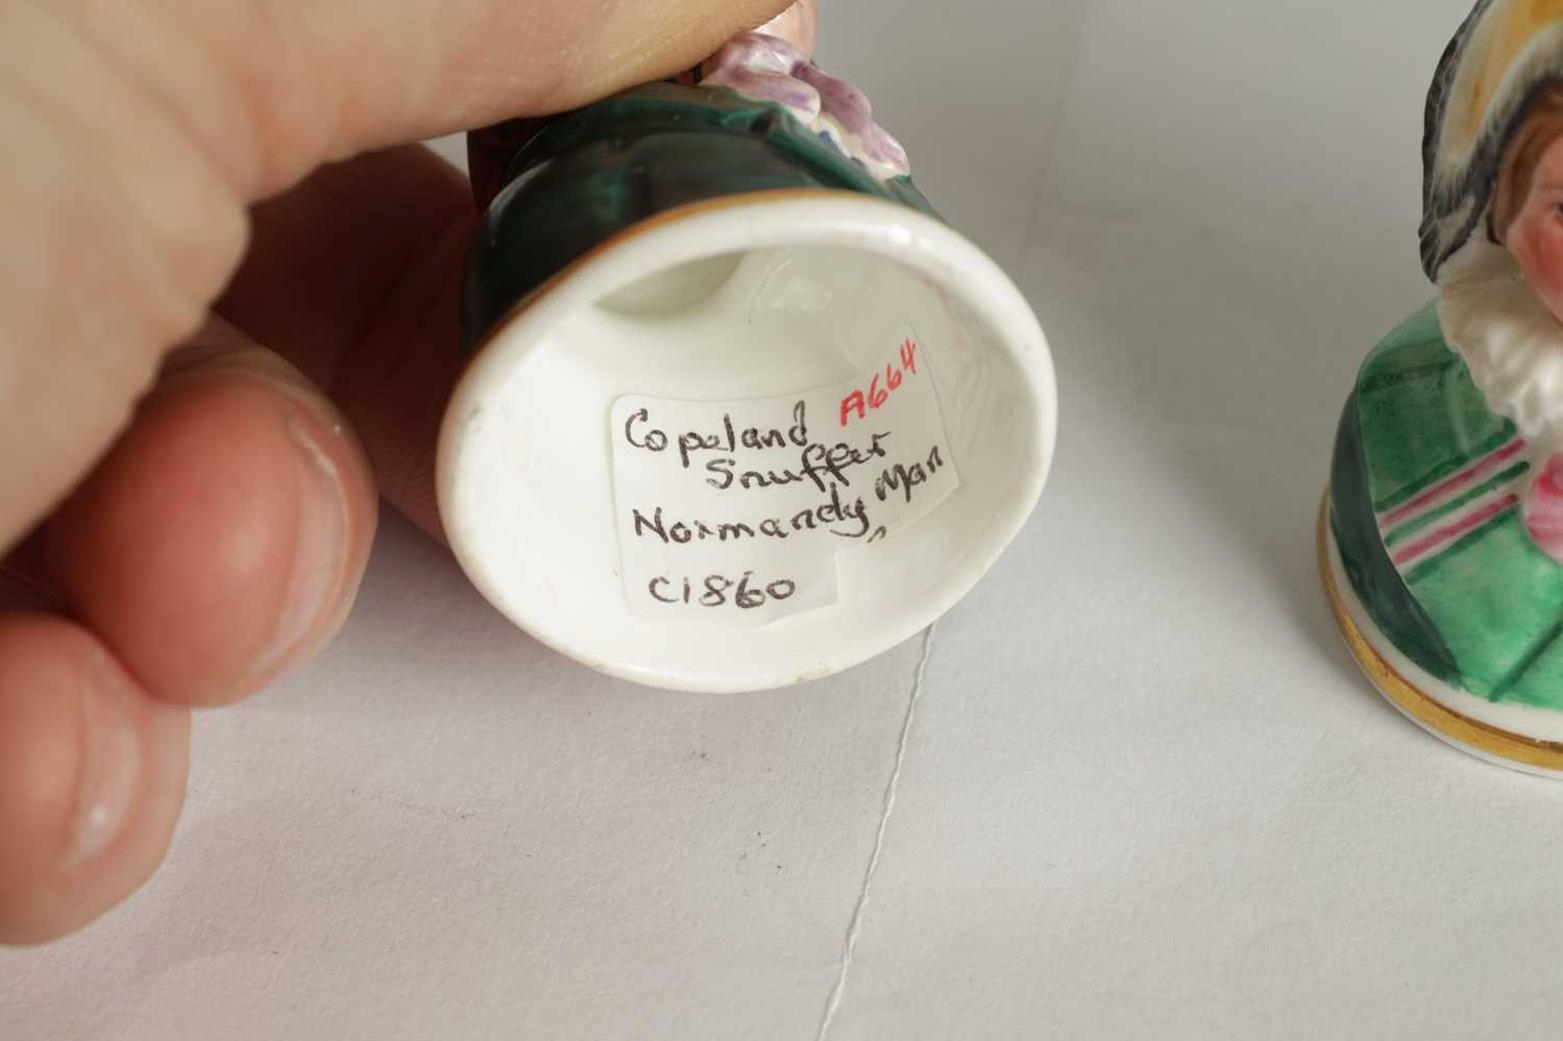 Copeland A664
Snuffer
Normandy Man
^
C1860